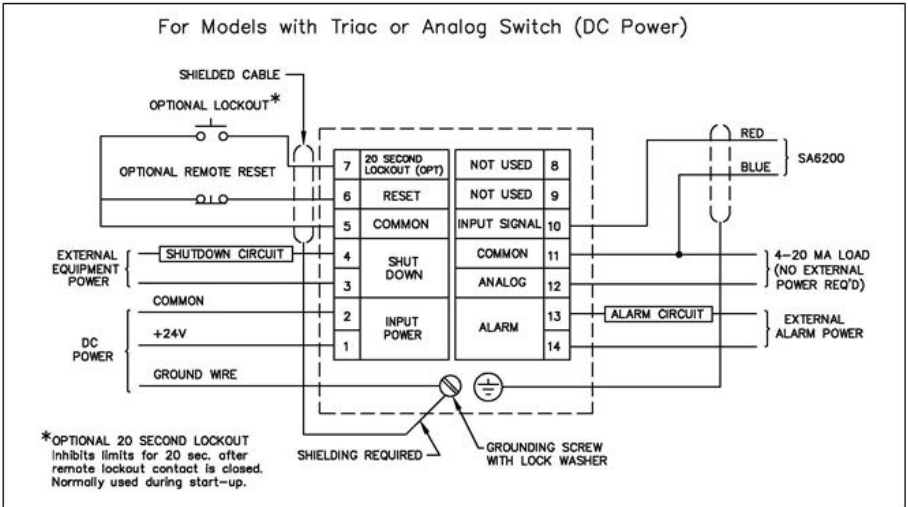 For Models with Triac or Analog Switch (DC Power)
SHIELDED CABLE
OPTIONAL LOCKOUT*
OPTIONAL REMOTE RESET
EXTERNAL
EQUIPMENT
POWER
SHUTDOWN CIRCUIT
COMMON
DC
POWER
+24V
GROUND WIRE
7 20 SECOND
LOCKOUT (OPT)
6 RESET
5 COMMON
4
SHUT
DOWN
3
2
INPUT
POWER
1
NOT USED 8
NOT USED 9
INPUT SIGNAL 10
COMMON 11
ANALOG 12
13
ALARM
14
RED
BLUE
SA6200
4-20 MA LOAD
(NO EXTERNAL
POWER REQ'D)
ALARM CIRCUIT
EXTERNAL
ALARM POWER
*OPTIONAL 20 SECOND LOCKOUT
Inhibits limits for 20 sec. after
remote lockout contact is closed.
Normally used during start-up.
SHIELDING REQUIRED
GROUNDING SCREW
WITH LOCK WASHER